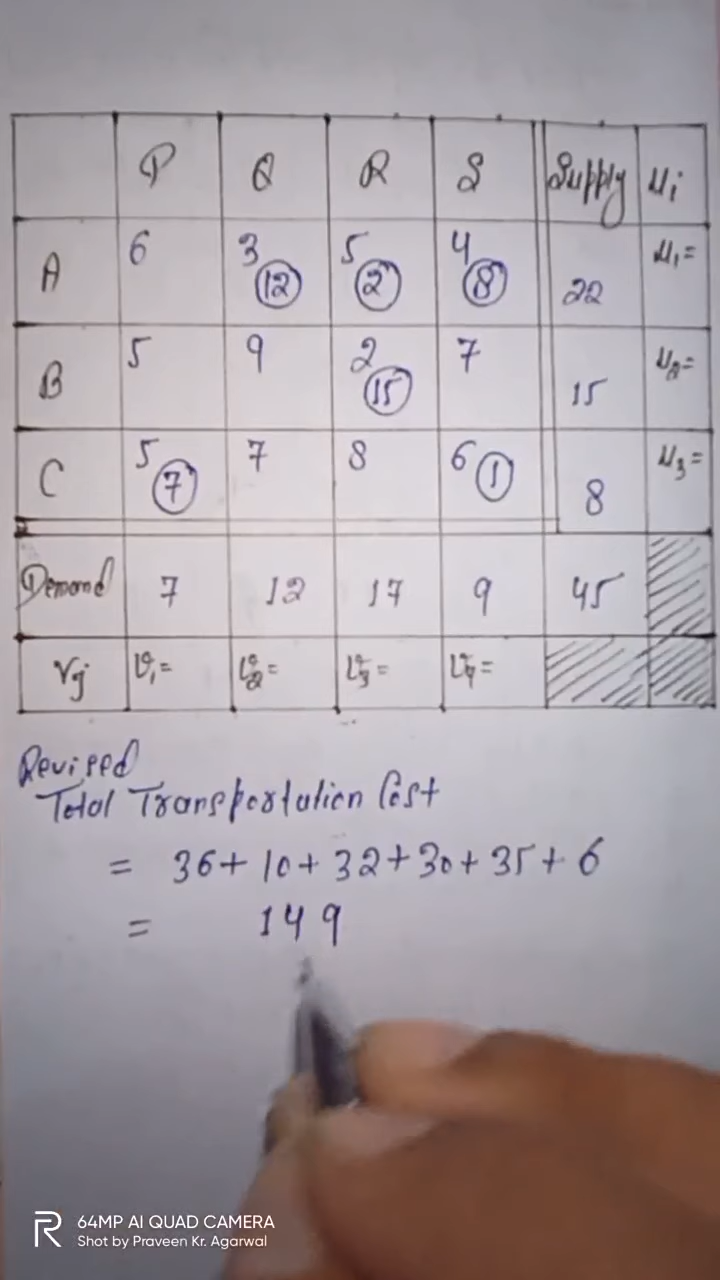 P Q R S Supply ui
A 6 3 12 5 2 4 8 22 u1=
B 5 9 2 15 7 15 u2=
C 5 7 7 8 6 1 8 u3=
Demand 7 12 17 9 45
Vj v1= v2= v3= v4=
Revised
Total Transportation Cost
= 36+10+32+30+35+6
= 149
64MP AI QUAD CAMERA
Shot by Praveen Kr. Agarwal